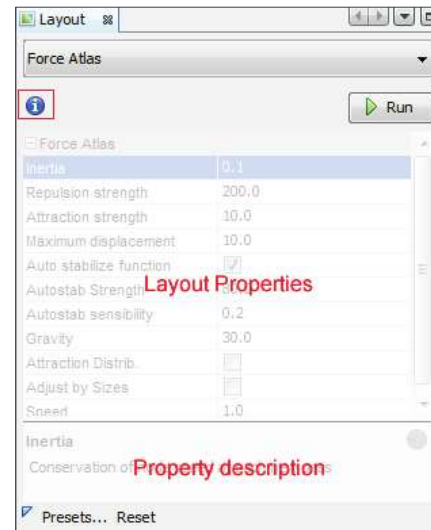 Layout
Force Atlas
Run
Force Atlas
Inertia 0.1
Repulsion strength 200.0
Attraction strength 10.0
Maximum displacement 10.0
Auto stabilize function
Autostab Strength
Layout Properties
Autostab sensibility 0.2
Gravity 30.0
Attraction Distrib.
Adjust by Sizes
Speed 1.0
Inertia
Conservation of
Property description
Presets... Reset